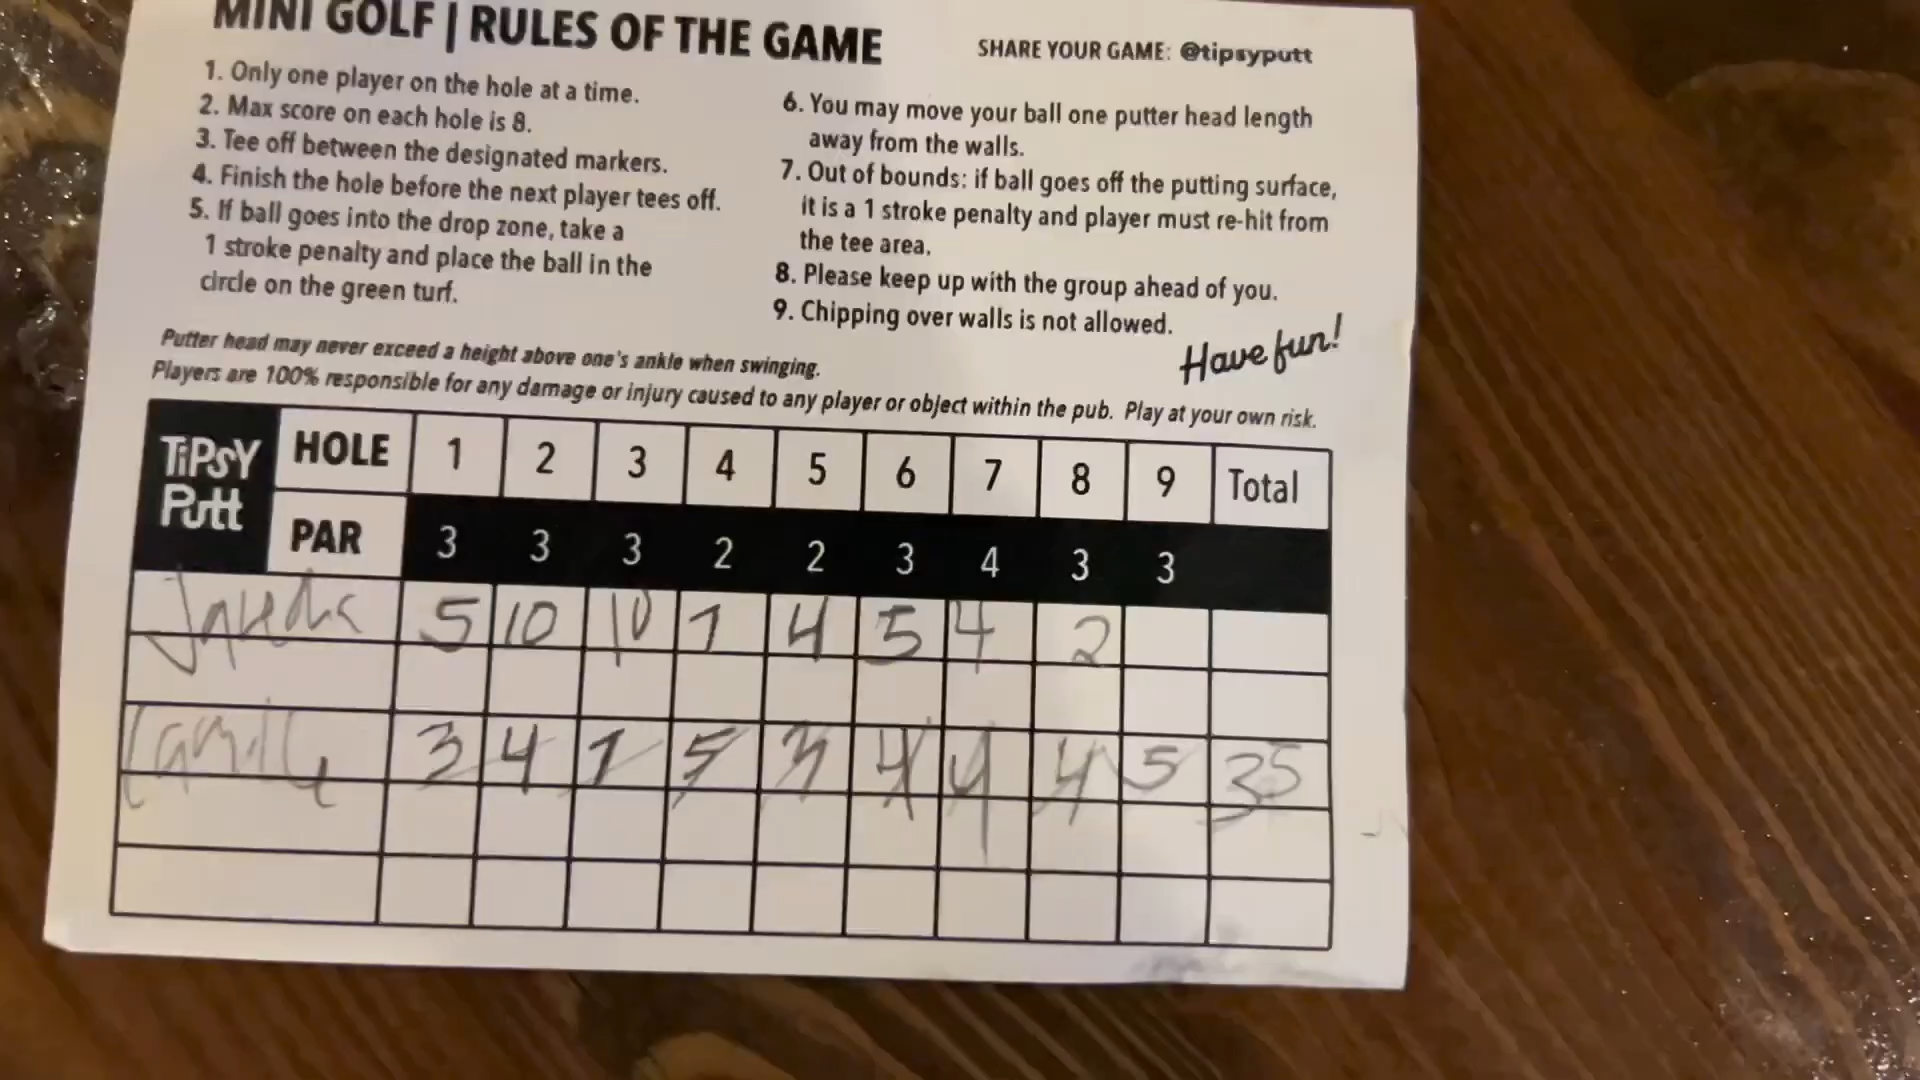 MINI GOLF | RULES OF THE GAME
SHARE YOUR GAME: @tipsyputt
1. Only one player on the hole at a time.
2. Max score on each hole is 8.
3. Tee off between the designated markers.
4. Finish the hole before the next player tees off.
5. If ball goes into the drop zone, take a
1 stroke penalty and place the ball in the
circle on the green turf.
6. You may move your ball one putter head length
away from the walls.
7. Out of bounds: if ball goes off the putting surface,
it is a 1 stroke penalty and player must re-hit from
the tee area.
8. Please keep up with the group ahead of you.
9. Chipping over walls is not allowed.
Have fun!
Putter head may never exceed a height above one's ankle when swinging.
Players are 100% responsible for any damage or injury caused to any player or object within the pub. Play at your own risk.
TiPSY
PuTT
HOLE 1 2 3 4 5 6 7 8 9 Total
PAR 3 3 3 2 2 3 4 3 3
5 10 10 1 4 5 4 2
Camille 3 4 1 5 3 4 4 4 5 35